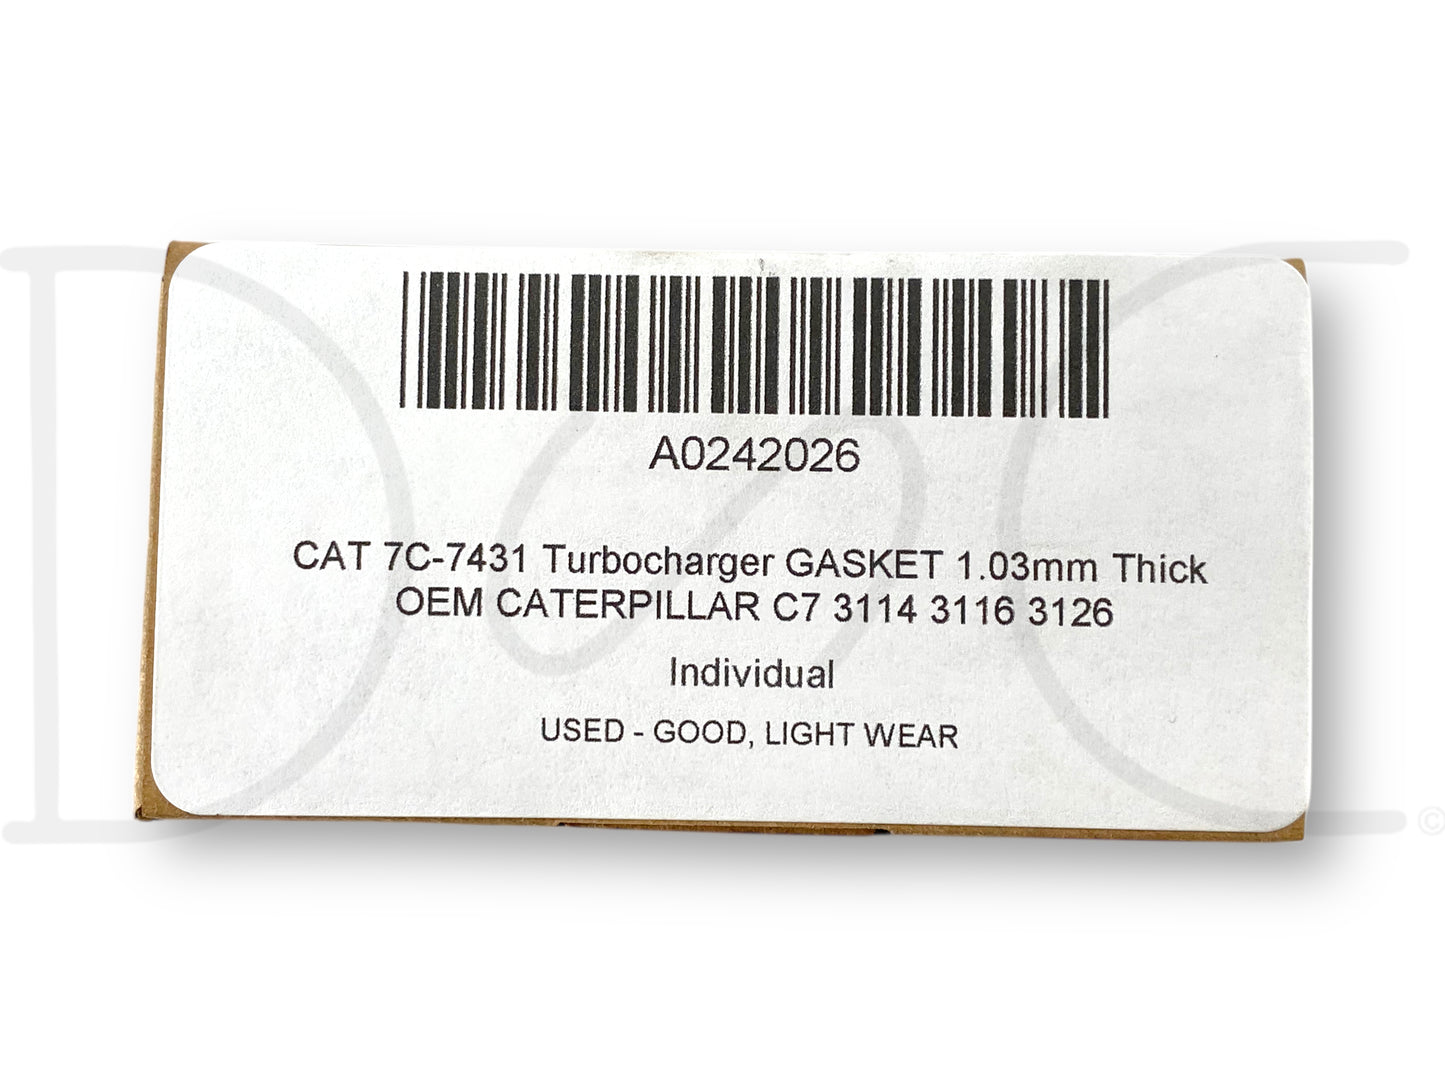 A0242026
CAT 7C-7431 Turbocharger GASKET 1.03mm Thick
OEM CATERPILLAR C7 3114 3116 3126
Individual
USED - GOOD, LIGHT WEAR
DSC
©